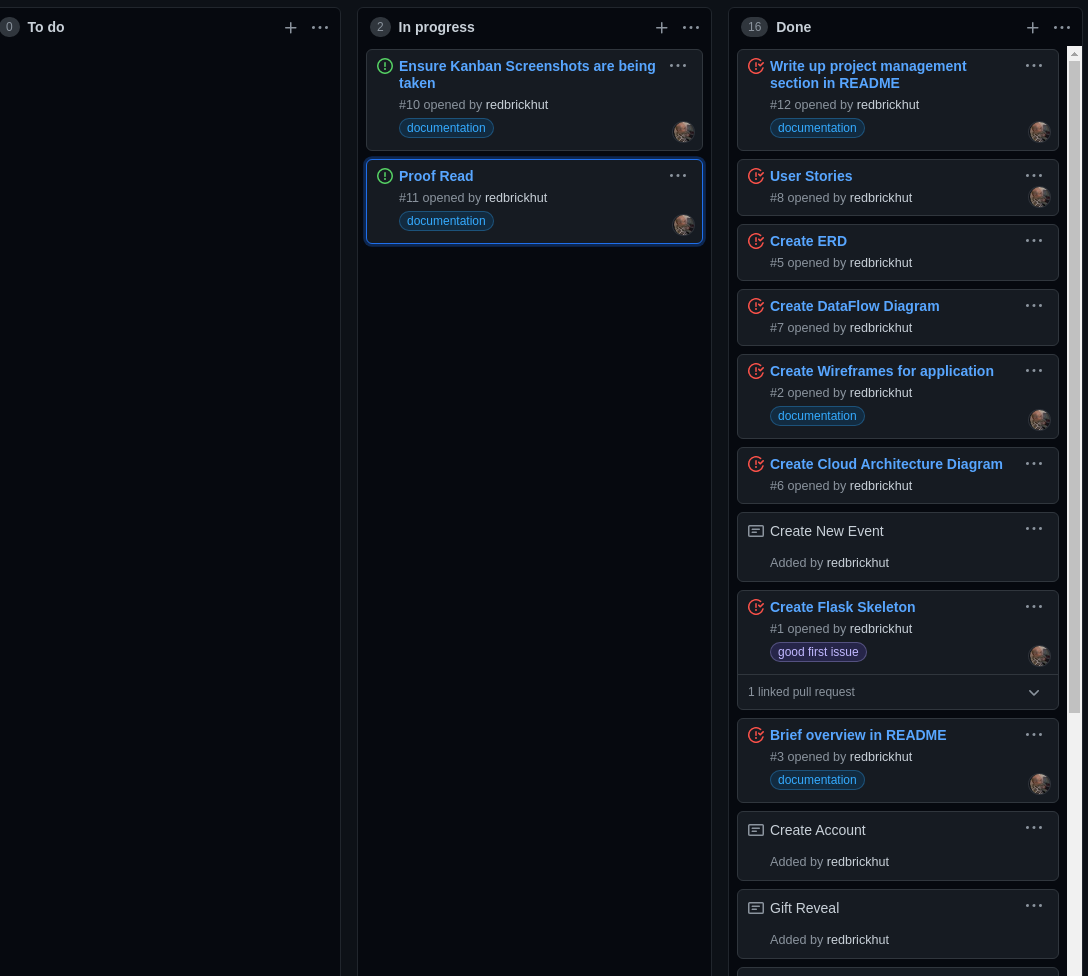 0 To do
2 In progress
Ensure Kanban Screenshots are being
taken
#10 opened by redbrickhut
documentation
Proof Read
#11 opened by redbrickhut
documentation
16 Done
Write up project management
section in README
#12 opened by redbrickhut
documentation
User Stories
#8 opened by redbrickhut
Create ERD
#5 opened by redbrickhut
Create DataFlow Diagram
#7 opened by redbrickhut
Create Wireframes for application
#2 opened by redbrickhut
documentation
Create Cloud Architecture Diagram
#6 opened by redbrickhut
Create New Event
Added by redbrickhut
Create Flask Skeleton
#1 opened by redbrickhut
good first issue
1 linked pull request
Brief overview in README
#3 opened by redbrickhut
documentation
Create Account
Added by redbrickhut
Gift Reveal
Added by redbrickhut